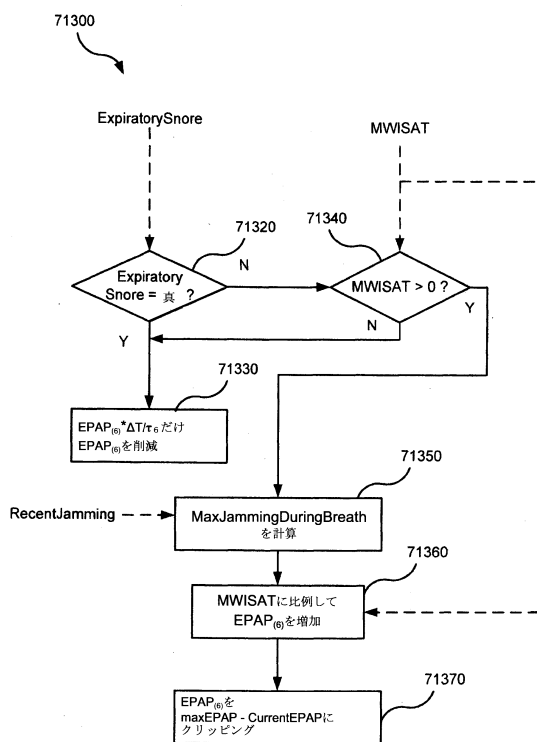 71300
ExpiratorySnore
MWISAT
71320
71340
Expiratory
Snore = 真 ?
N
MWISAT > 0 ?
Y
N
Y
71330
EPAP(6)*ΔT/τ6だけ
EPAP(6)を削減
71350
RecentJamming
MaxJammingDuringBreath
を計算
71360
MWISATに比例して
EPAP(6)を増加
71370
EPAP(6)を
maxEPAP - CurrentEPAPに
クリッピング